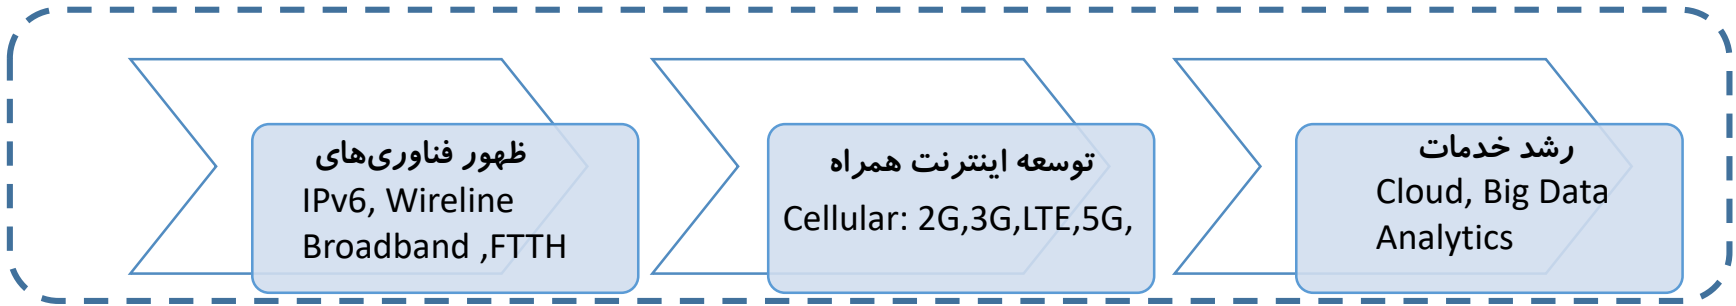 ظهور فناوری‌های
IPv6, Wireline
Broadband ,FTTH
توسعه اینترنت همراه
Cellular: 2G,3G,LTE,5G,
رشد خدمات
Cloud, Big Data
Analytics